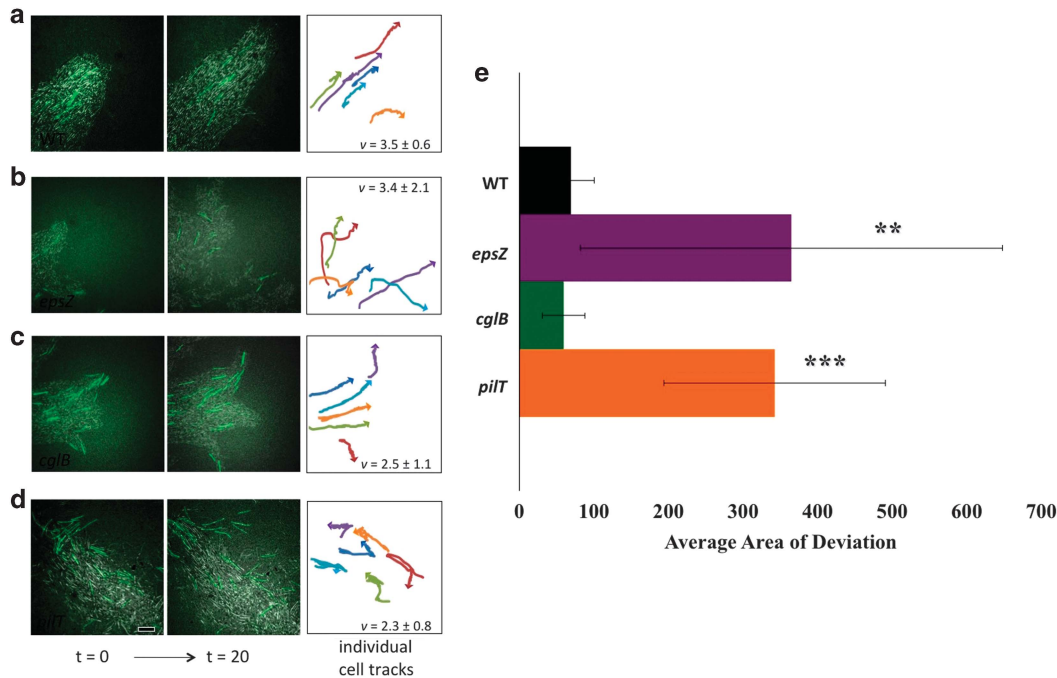 a
WT
v = 3.5 ± 0.6
b
epsZ
v = 3.4 ± 2.1
c
cglB
v = 2.5 ± 1.1
d
pilT
v = 2.3 ± 0.8
t = 0
t = 20
individual
cell tracks
e
WT
epsZ
**
cglB
pilT
***
0 100 200 300 400 500 600 700
Average Area of Deviation